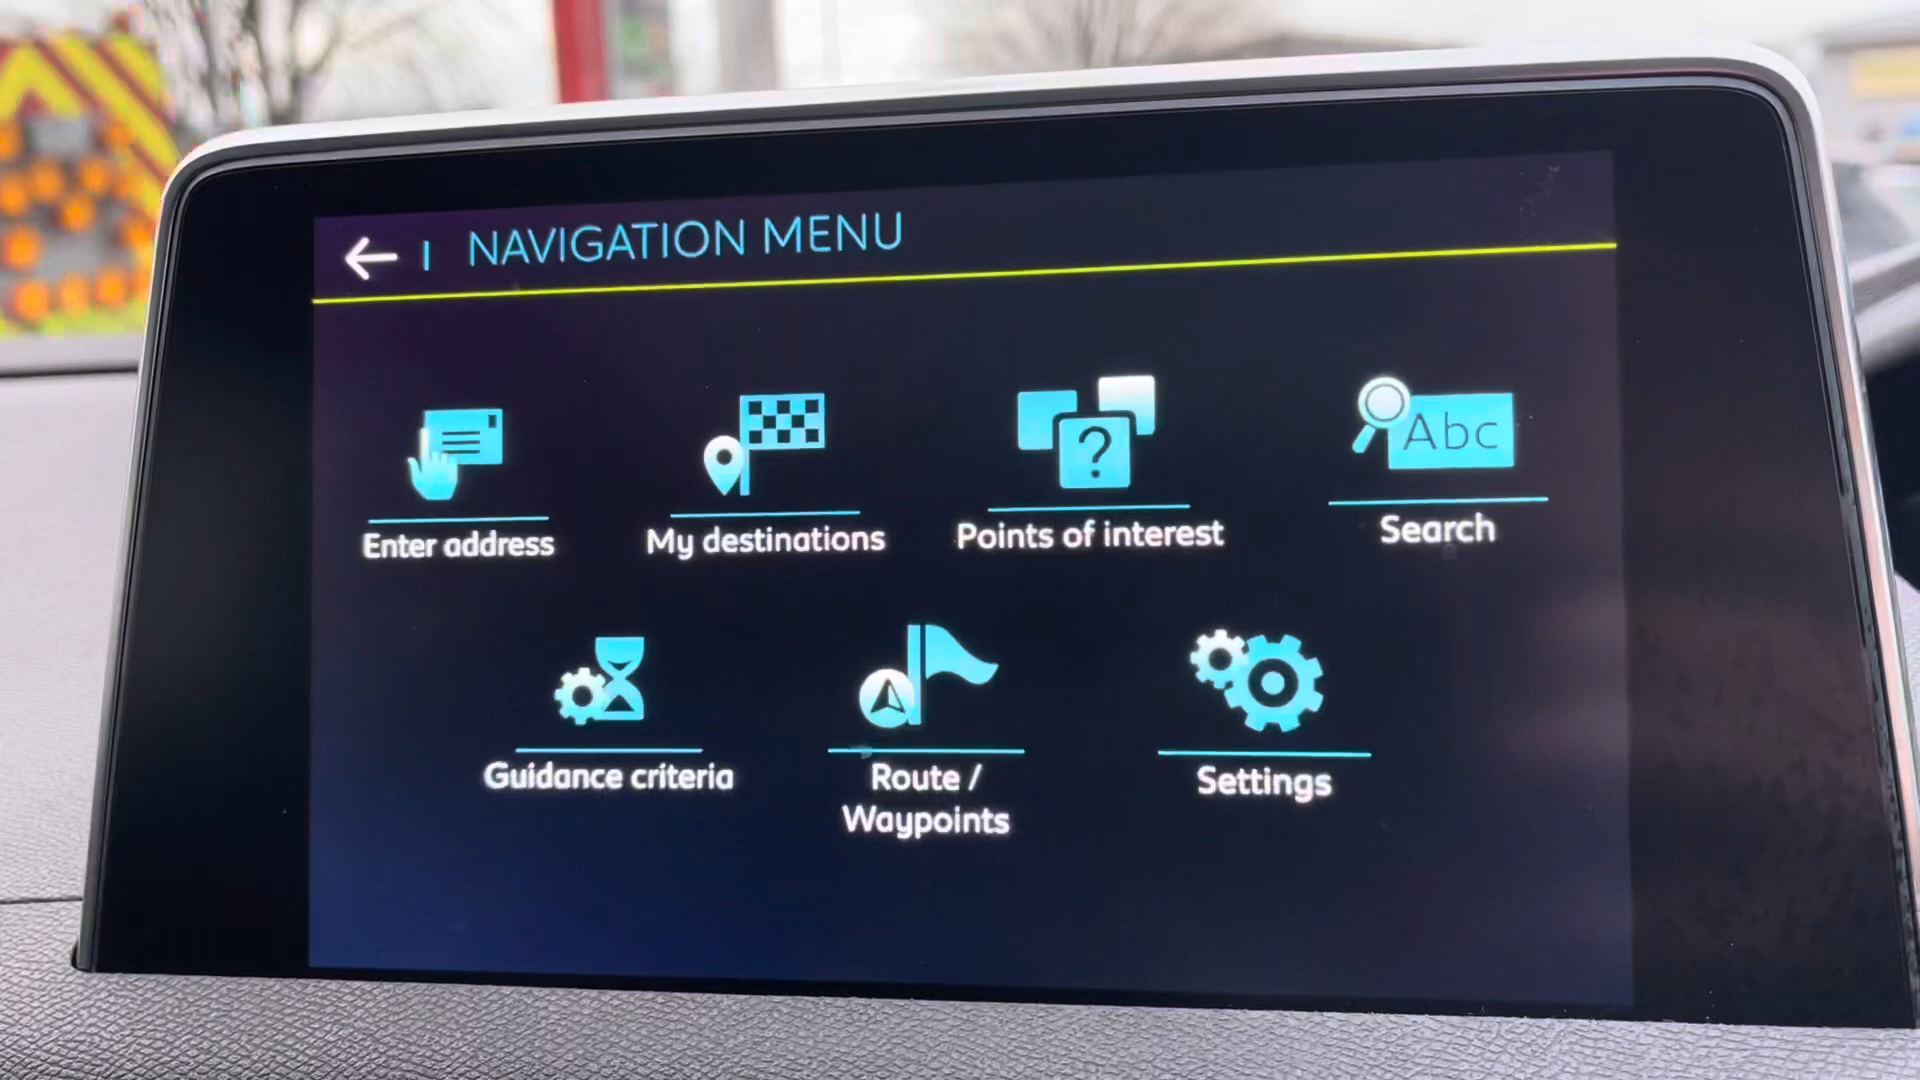 NAVIGATION MENU
Enter address
My destinations
?
Points of interest
Abc
Search
Guidance criteria
Route /
Waypoints
Settings